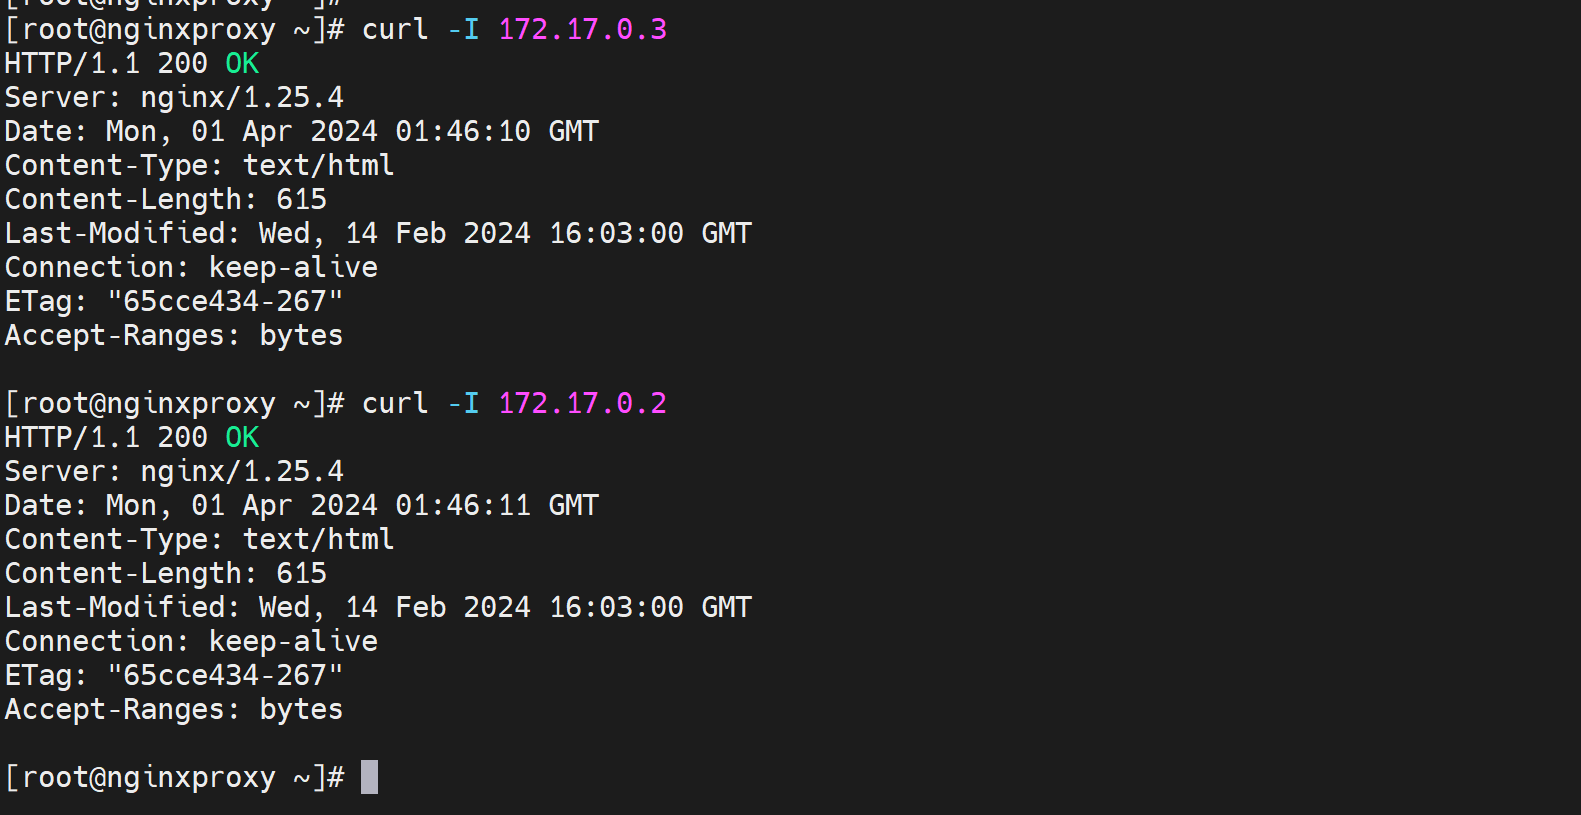 [root@nginxproxy ~]#
[root@nginxproxy ~]# curl -I 172.17.0.3
HTTP/1.1 200 OK
Server: nginx/1.25.4
Date: Mon, 01 Apr 2024 01:46:10 GMT
Content-Type: text/html
Content-Length: 615
Last-Modified: Wed, 14 Feb 2024 16:03:00 GMT
Connection: keep-alive
ETag: "65cce434-267"
Accept-Ranges: bytes
[root@nginxproxy ~]# curl -I 172.17.0.2
HTTP/1.1 200 OK
Server: nginx/1.25.4
Date: Mon, 01 Apr 2024 01:46:11 GMT
Content-Type: text/html
Content-Length: 615
Last-Modified: Wed, 14 Feb 2024 16:03:00 GMT
Connection: keep-alive
ETag: "65cce434-267"
Accept-Ranges: bytes
[root@nginxproxy ~]#